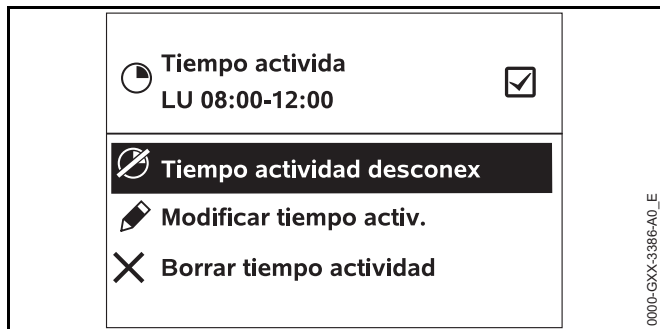 Tiempo activida
LU 08:00-12:00
Tiempo actividad desconex
Modificar tiempo activ.
Borrar tiempo actividad
0000-GXX-3386-A0_E